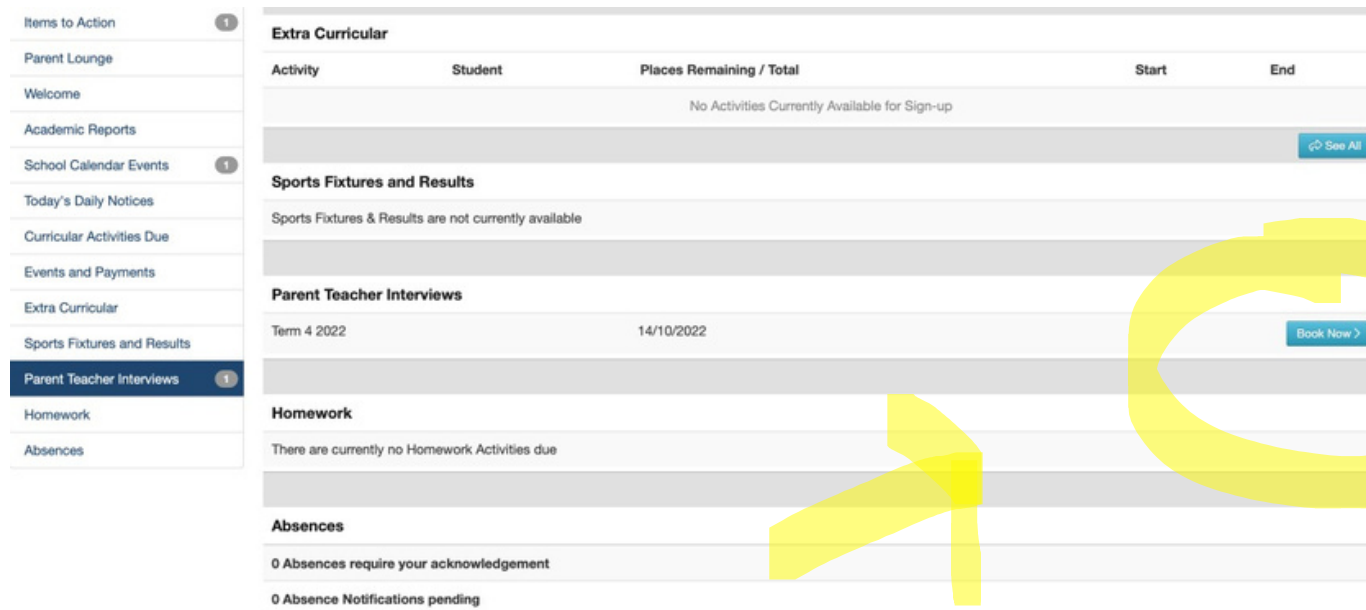 Items to Action 1
Parent Lounge
Welcome
Academic Reports
School Calendar Events 1
Today's Daily Notices
Curricular Activities Due
Events and Payments
Extra Curricular
Sports Fixtures and Results
Parent Teacher Interviews 1
Homework
Absences
Extra Curricular
Activity Student Places Remaining / Total Start End
No Activities Currently Available for Sign-up
See All
Sports Fixtures and Results
Sports Fixtures & Results are not currently available
Parent Teacher Interviews
Term 4 2022 14/10/2022 Book Now >
Homework
There are currently no Homework Activities due
Absences
0 Absences require your acknowledgement
0 Absence Notifications pending